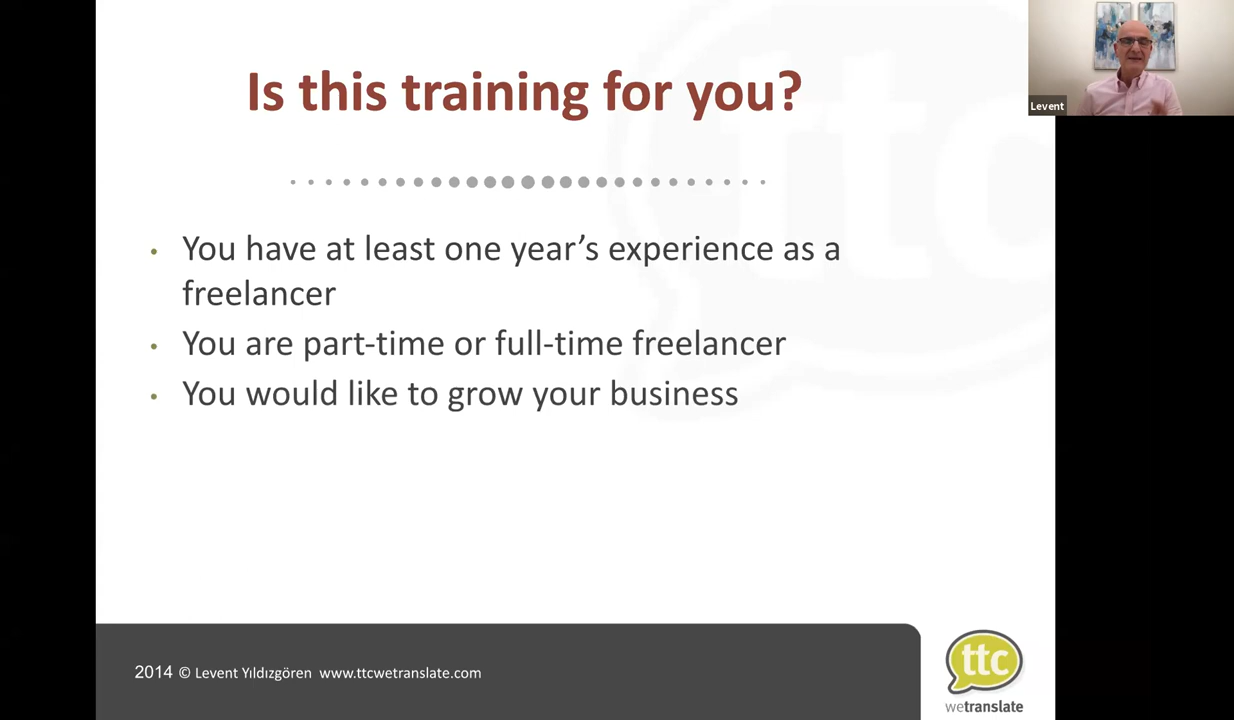 Is this training for you?
Levent
• You have at least one year’s experience as a
freelancer
• You are part-time or full-time freelancer
• You would like to grow your business
2014 © Levent Yıldızgören www.ttcwetranslate.com
ttc
wetranslate